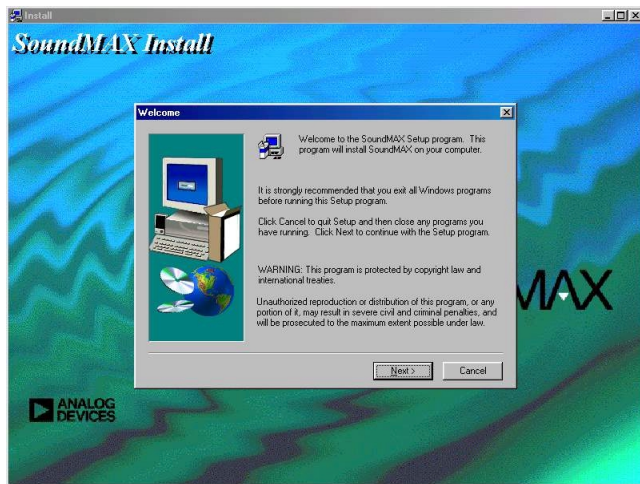 Install
SoundMAX Install
Welcome
Welcome to the SoundMAX Setup program. This
program will install SoundMAX on your computer.
It is strongly recommended that you exit all Windows programs
before running this Setup program.
Click Cancel to quit Setup and then close any programs you
have running. Click Next to continue with the Setup program.
WARNING: This program is protected by copyright law and
international treaties.
Unauthorized reproduction or distribution of this program, or any
portion of it, may result in severe civil and criminal penalties, and
will be prosecuted to the maximum extent possible under law.
MAX
Next >
Cancel
ANALOG
DEVICES